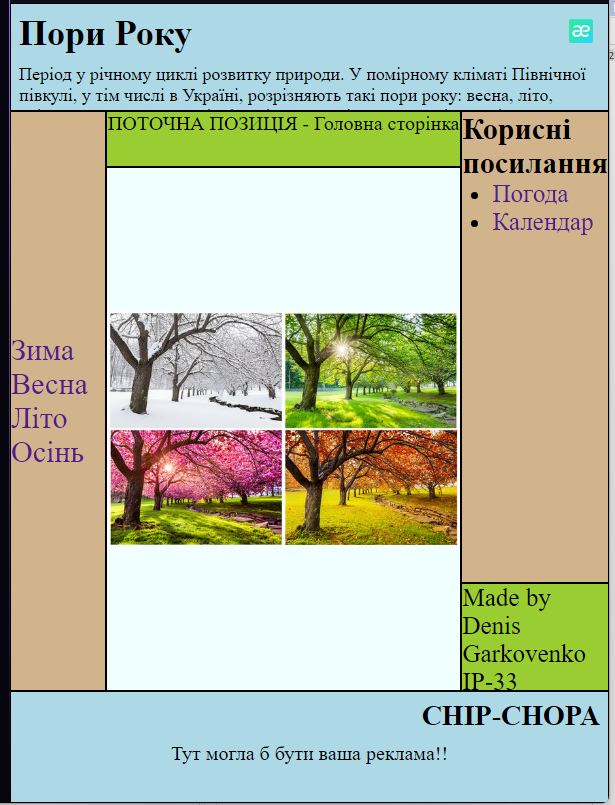 Пори Року
æ
Період у річному циклі розвитку природи. У помірному кліматі Північної
півкулі, у тім числі в Україні, розрізняють такі пори року: весна, літо,
ПОТОЧНА ПОЗИЦІЯ - Головна сторінка
Корисні
посилання
Погода
Календар
Зима
Весна
Літо
Осінь
Made by
Denis
Garkovenko
IP-33
CHIP-CHOPA
Тут могла б бути ваша реклама!!